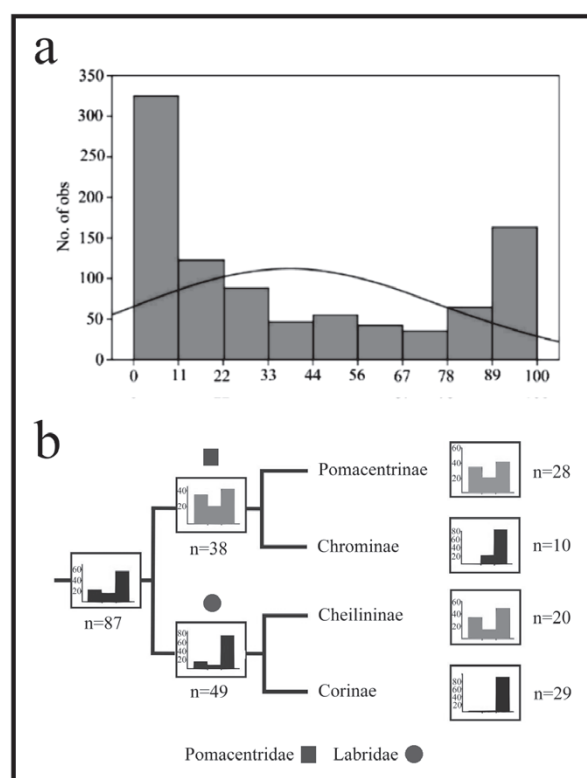 a
350
300
250
200
150
100
50
0
No. of obs
0 11 22 33 44 56 67 78 89 100
b
Pomacentrinae
60
40
20
n=28
40
20
n=38
Chrominae
80
60
40
20
n=10
60
40
20
n=87
Cheilininae
60
40
20
n=20
80
60
40
20
n=49
Corinae
80
60
40
20
n=29
Pomacentridae Labridae